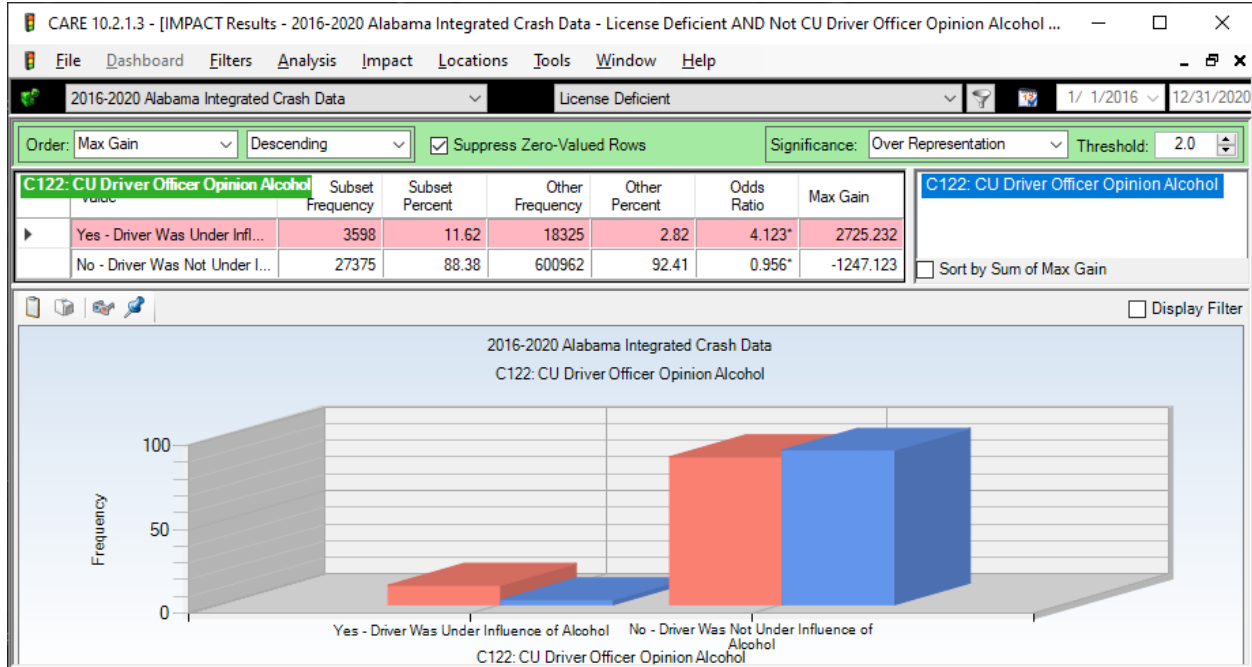 CARE 10.2.1.3 - [IMPACT Results - 2016-2020 Alabama Integrated Crash Data - License Deficient AND Not CU Driver Officer Opinion Alcohol ...
File Dashboard Filters Analysis Impact Locations Tools Window Help
2016-2020 Alabama Integrated Crash Data License Deficient 1/ 1/2016 12/31/2020
Order: Max Gain Descending Suppress Zero-Valued Rows Significance: Over Representation Threshold: 2.0
C122: CU Driver Officer Opinion Alcohol Subset Frequency Subset Percent Other Frequency Other Percent Odds Ratio Max Gain C122: CU Driver Officer Opinion Alcohol
Yes - Driver Was Under Infl... 3598 11.62 18325 2.82 4.123* 2725.232
No - Driver Was Not Under I... 27375 88.38 600962 92.41 0.956* -1247.123
Sort by Sum of Max Gain
Display Filter
2016-2020 Alabama Integrated Crash Data
C122: CU Driver Officer Opinion Alcohol
100
50
0
Frequency
Yes - Driver Was Under Influence of Alcohol No - Driver Was Not Under Influence of
Alcohol
C122: CU Driver Officer Opinion Alcohol